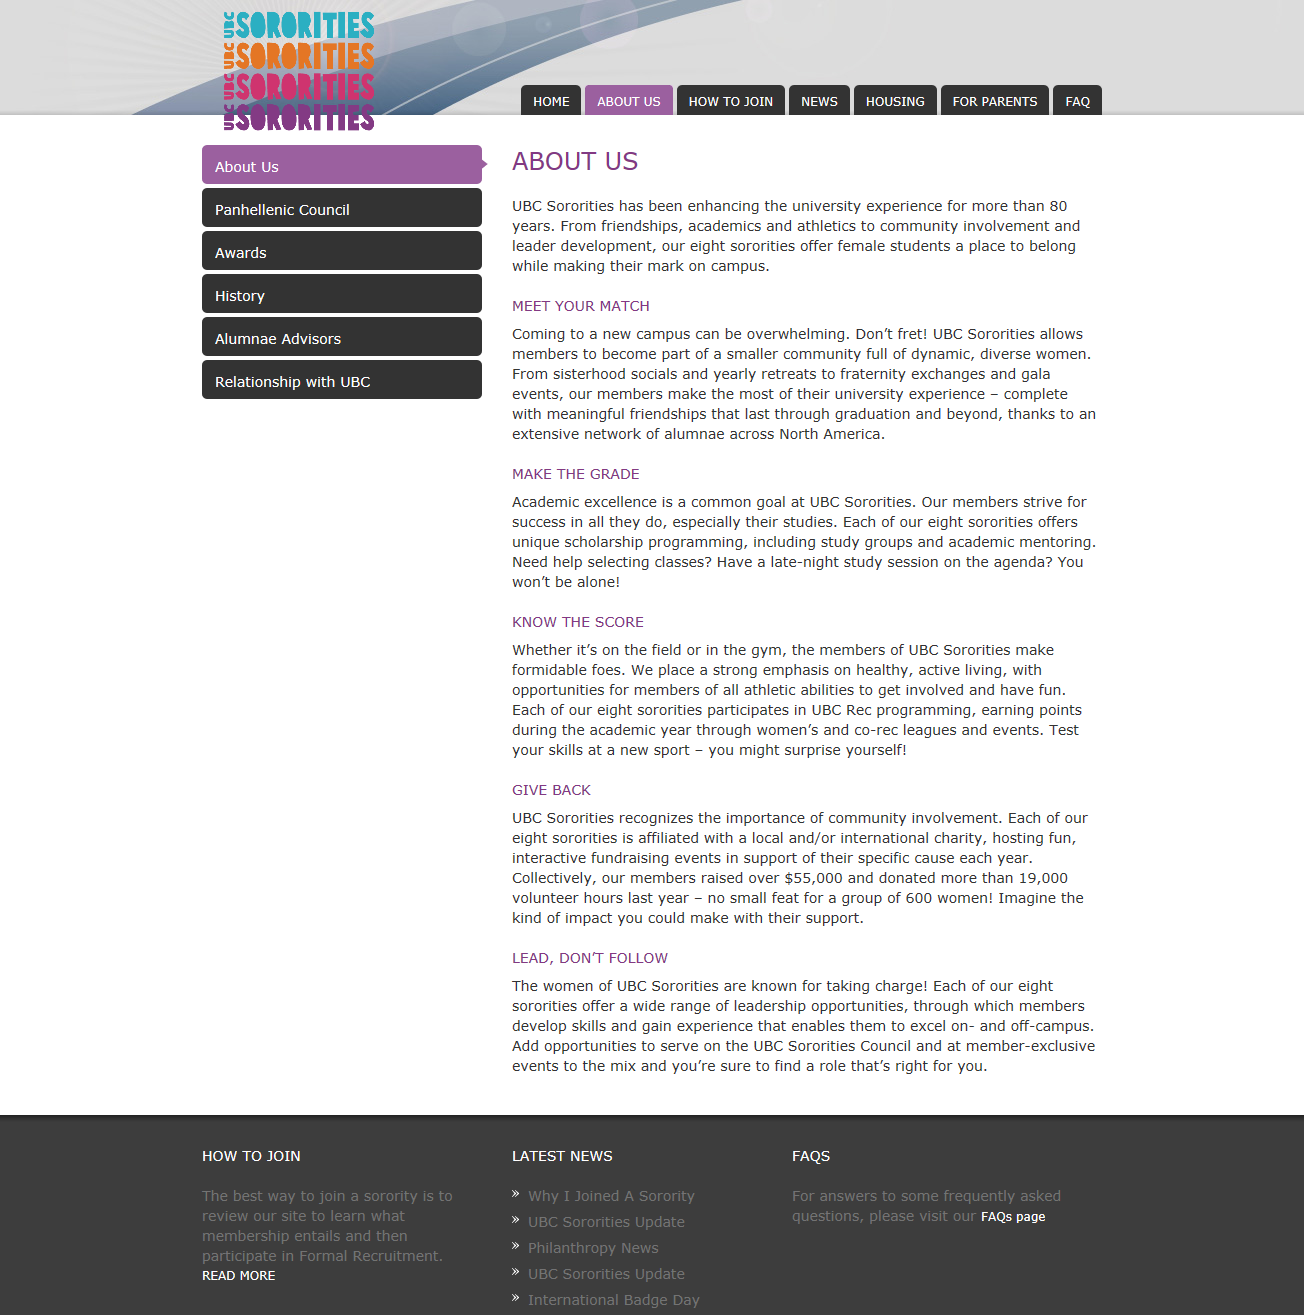 UBC SORORITIES
UBC SORORITIES
UBC SORORITIES
UBC SORORITIES
HOME
ABOUT US
HOW TO JOIN
NEWS
HOUSING
FOR PARENTS
FAQ
About Us
Panhellenic Council
Awards
History
Alumnae Advisors
Relationship with UBC
ABOUT US
UBC Sororities has been enhancing the university experience for more than 80
years. From friendships, academics and athletics to community involvement and
leader development, our eight sororities offer female students a place to belong
while making their mark on campus.
MEET YOUR MATCH
Coming to a new campus can be overwhelming. Don’t fret! UBC Sororities allows
members to become part of a smaller community full of dynamic, diverse women.
From sisterhood socials and yearly retreats to fraternity exchanges and gala
events, our members make the most of their university experience – complete
with meaningful friendships that last through graduation and beyond, thanks to an
extensive network of alumnae across North America.
MAKE THE GRADE
Academic excellence is a common goal at UBC Sororities. Our members strive for
success in all they do, especially their studies. Each of our eight sororities offers
unique scholarship programming, including study groups and academic mentoring.
Need help selecting classes? Have a late-night study session on the agenda? You
won’t be alone!
KNOW THE SCORE
Whether it’s on the field or in the gym, the members of UBC Sororities make
formidable foes. We place a strong emphasis on healthy, active living, with
opportunities for members of all athletic abilities to get involved and have fun.
Each of our eight sororities participates in UBC Rec programming, earning points
during the academic year through women’s and co-rec leagues and events. Test
your skills at a new sport – you might surprise yourself!
GIVE BACK
UBC Sororities recognizes the importance of community involvement. Each of our
eight sororities is affiliated with a local and/or international charity, hosting fun,
interactive fundraising events in support of their specific cause each year.
Collectively, our members raised over $55,000 and donated more than 19,000
volunteer hours last year – no small feat for a group of 600 women! Imagine the
kind of impact you could make with their support.
LEAD, DON’T FOLLOW
The women of UBC Sororities are known for taking charge! Each of our eight
sororities offer a wide range of leadership opportunities, through which members
develop skills and gain experience that enables them to excel on- and off-campus.
Add opportunities to serve on the UBC Sororities Council and at member-exclusive
events to the mix and you’re sure to find a role that’s right for you.
HOW TO JOIN
The best way to join a sorority is to
review our site to learn what
membership entails and then
participate in Formal Recruitment.
READ MORE
LATEST NEWS
» Why I Joined A Sorority
» UBC Sororities Update
» Philanthropy News
» UBC Sororities Update
» International Badge Day
FAQS
For answers to some frequently asked
questions, please visit our FAQs page